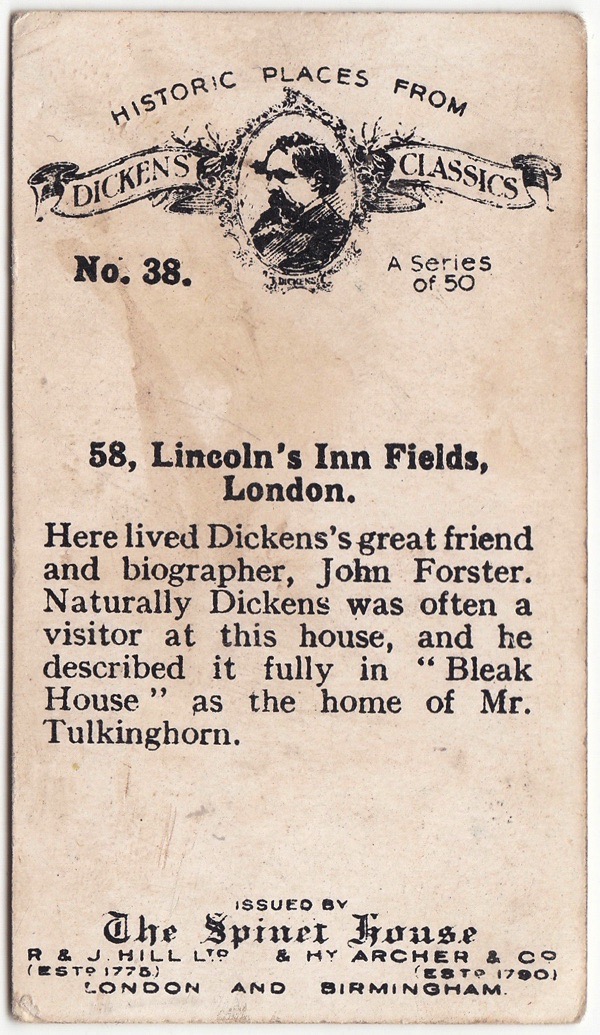 HISTORIC PLACES FROM
DICKENS' CLASSICS
DICKENS
No. 38.
A Series
of 50
58, Lincoln's Inn Fields,
London.
Here lived Dickens's great friend
and biographer, John Forster.
Naturally Dickens was often a
visitor at this house, and he
described it fully in “Bleak
House” as the home of Mr.
Tulkinghorn.
ISSUED BY
The Spinet House
R & J. HILL LTD & HY ARCHER & CO
(ESTD 1775) (ESTD 1790)
LONDON AND BIRMINGHAM.